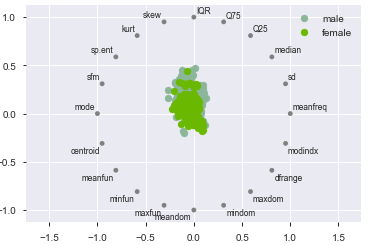 1.0
0.5
0.0
−0.5
−1.0
−1.5
−1.0
−0.5
0.0
0.5
1.0
1.5
male
female
meanfreq
sd
median
Q25
Q75
IQR
skew
kurt
sp.ent
sfm
mode
centroid
meanfun
minfun
maxfun
meandom
mindom
maxdom
dfrange
modindx